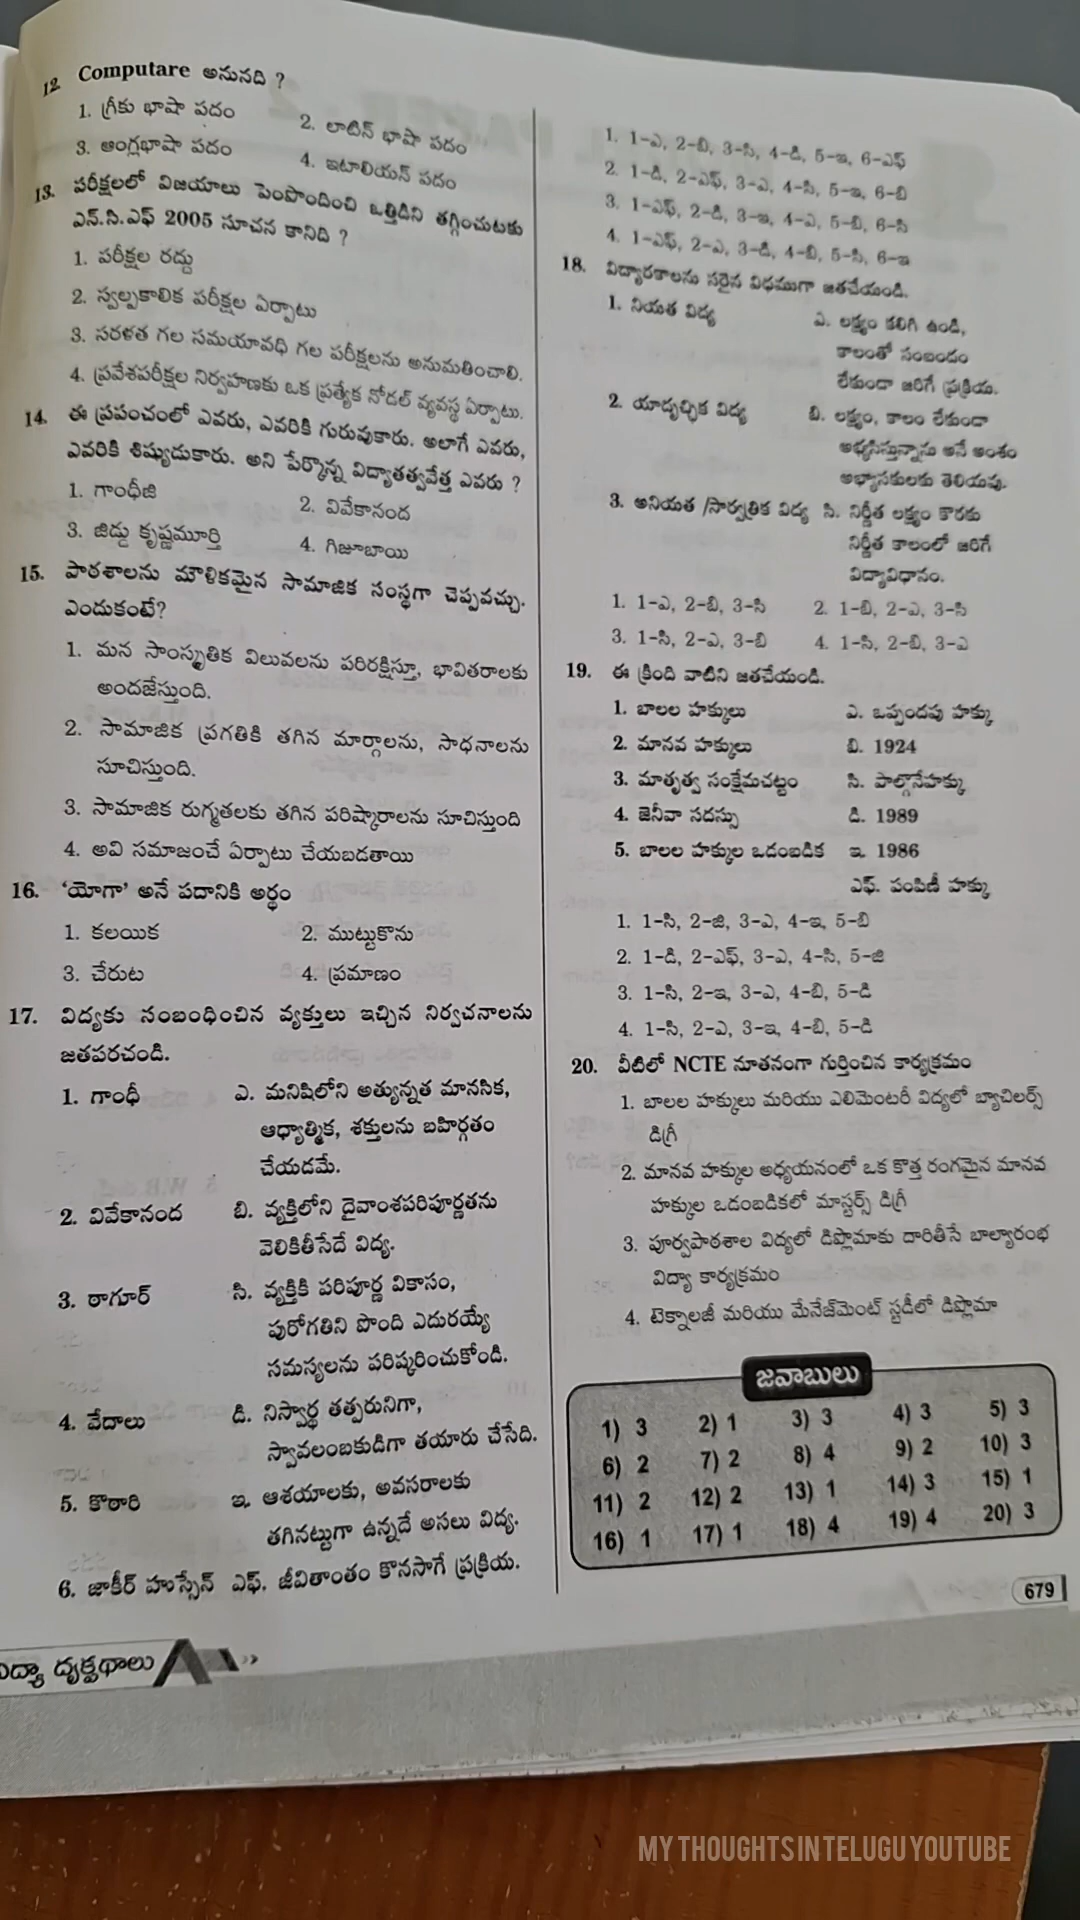 12. Computare అనునది ?
1. గ్రీకు భాషా పదం
2. లాటిన్ భాషా పదం
3. ఆంగ్లభాషా పదం
4. ఇటాలియన్ పదం
13. పరీక్షలలో విజయాలు పెంపొందించి ఒత్తిడిని తగ్గించుటకు
ఎన్.సి.ఎఫ్ 2005 సూచన కానిది ?
1. పరీక్షల రద్దు
2. స్వల్పకాలిక పరీక్షల ఏర్పాటు
3. సరళత గల సమయావధి గల పరీక్షలను అనుమతించాలి.
4. ప్రవేశపరీక్షల నిర్వహణకు ఒక ప్రత్యేక నోడల్ వ్యవస్థ ఏర్పాటు.
14. ఈ ప్రపంచంలో ఎవరు, ఎవరికి గురువుకారు. అలాగే ఎవరు,
ఎవరికి శిష్యుడుకారు. అని పేర్కొన్న విద్యాతత్వవేత్త ఎవరు ?
1. గాంధీజి
2. వివేకానంద
3. జిడ్డు కృష్ణమూర్తి
4. గిజూబాయి
15. పాఠశాలను మౌళికమైన సామాజిక సంస్థగా చెప్పవచ్చు.
ఎందుకంటే?
1. మన సాంస్కృతిక విలువలను పరిరక్షిస్తూ, భావితరాలకు
అందజేస్తుంది.
2. సామాజిక ప్రగతికి తగిన మార్గాలను, సాధనాలను
సూచిస్తుంది.
3. సామాజిక రుగ్మతలకు తగిన పరిష్కారాలను సూచిస్తుంది
4. అవి సమాజంచే ఏర్పాటు చేయబడతాయి
16. 'యోగా' అనే పదానికి అర్థం
1. కలయిక
2. ముట్టుకొను
3. చేరుట
4. ప్రమాణం
17. విద్యకు సంబంధించిన వ్యక్తులు ఇచ్చిన నిర్వచనాలను
జతపరచండి.
1. గాంధీ
ఎ. మనిషిలోని అత్యున్నత మానసిక,
ఆధ్యాత్మిక, శక్తులను బహిర్గతం
చేయడమే.
2. వివేకానంద
బి. వ్యక్తిలోని దైవాంశపరిపూర్ణతను
వెలికితీసేదే విద్య.
3. ఠాగూర్
సి. వ్యక్తికి పరిపూర్ణ వికాసం,
పురోగతిని పొంది ఎదురయ్యే
సమస్యలను పరిష్కరించుకోండి.
4. వేదాలు
డి. నిస్వార్థ తత్పరునిగా,
స్వావలంబకుడిగా తయారు చేసేది.
5. కొఠారి
ఇ. ఆశయాలకు, అవసరాలకు
తగినట్టుగా ఉన్నదే అసలు విద్య.
6. జాకీర్ హుస్సేన్ ఎఫ్. జీవితాంతం కొనసాగే ప్రక్రియ.
విద్యా దృక్పథాలు
1. 1-ఎ, 2-బి, 3-సి, 4-డి, 5-ఇ, 6-ఎఫ్
2. 1-డి, 2-ఎఫ్, 3-ఎ, 4-సి, 5-ఇ, 6-బి
3. 1-ఎఫ్, 2-డి, 3-ఇ, 4-ఎ, 5-బి, 6-సి
4. 1-ఎఫ్, 2-ఎ, 3-డి, 4-బి, 5-సి, 6-ఇ
18. విద్యారకాలను సరైన విధముగా జతచేయండి.
1. నియత విద్య
ఎ. లక్ష్యం కలిగి ఉండి,
కాలంతో సంబందం
లేకుండా జరిగే ప్రక్రియ.
2. యాదృచ్ఛిక విద్య
బి. లక్ష్యం, కాలం లేకుండా
అభ్యసిస్తున్నాను అనే అంశం
అభ్యాసకులకు తెలియవు.
3. అనియత /సార్వత్రిక విద్య
సి. నిర్ణీత లక్ష్యం కొరకు
నిర్ణీత కాలంలో జరిగే
విద్యావిధానం.
1. 1-ఎ, 2-బి, 3-సి
2. 1-బి, 2-ఎ, 3-సి
3. 1-సి, 2-ఎ, 3-బి
4. 1-సి, 2-బి, 3-ఎ
19. ఈ క్రింది వాటిని జతచేయండి.
1. బాలల హక్కులు
ఎ. ఒప్పందపు హక్కు
2. మానవ హక్కులు
బి. 1924
3. మాతృత్వ సంక్షేమచట్టం
సి. పాల్గొనేహక్కు
4. జెనీవా సదస్సు
డి. 1989
5. బాలల హక్కుల ఒడంబడిక
ఇ. 1986
ఎఫ్. పంపిణీ హక్కు
1. 1-సి, 2-జి, 3-ఎ, 4-ఇ, 5-బి
2. 1-డి, 2-ఎఫ్, 3-ఎ, 4-సి, 5-జి
3. 1-సి, 2-ఇ, 3-ఎ, 4-బి, 5-డి
4. 1-సి, 2-ఎ, 3-ఇ, 4-బి, 5-డి
20. వీటిలో NCTE నూతనంగా గుర్తించిన కార్యక్రమం
1. బాలల హక్కులు మరియు ఎలిమెంటరీ విద్యలో బ్యాచిలర్స్
డిగ్రీ
2. మానవ హక్కుల అధ్యయనంలో ఒక కొత్త రంగమైన మానవ
హక్కుల ఒడంబడికలో మాస్టర్స్ డిగ్రీ
3. పూర్వపాఠశాల విద్యలో డిప్లొమాకు దారితీసే బాల్యారంభ
విద్యా కార్యక్రమం
4. టెక్నాలజీ మరియు మేనేజ్‌మెంట్ స్టడీలో డిప్లొమా
జవాబులు
1) 3 2) 1 3) 3 4) 3 5) 3
6) 2 7) 2 8) 4 9) 2 10) 3
11) 2 12) 2 13) 1 14) 3 15) 1
16) 1 17) 1 18) 4 19) 4 20) 3
679
MY THOUGHTS IN TELUGU YOUTUBE